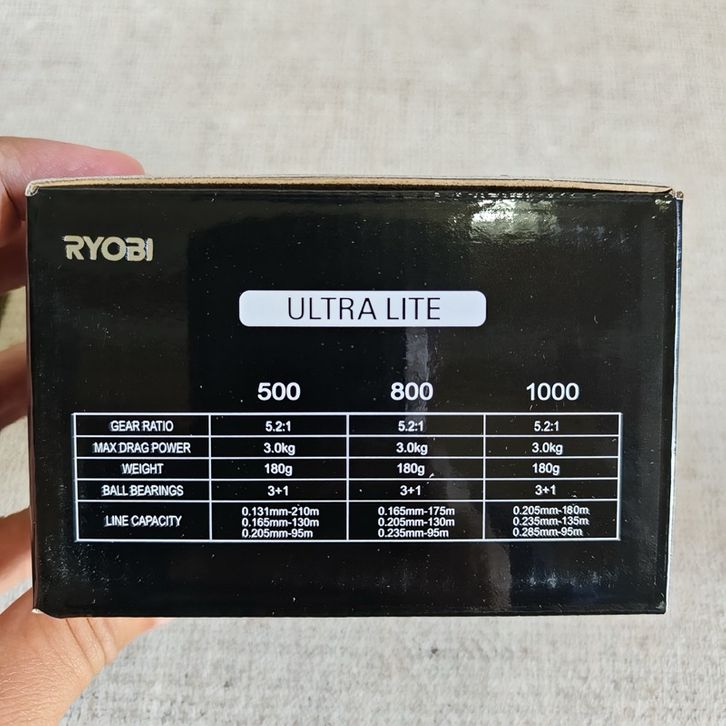 RYOBI
ULTRA LITE
500 800 1000
GEAR RATIO 5.2:1 5.2:1 5.2:1
MAX DRAG POWER 3.0kg 3.0kg 3.0kg
WEIGHT 180g 180g 180g
BALL BEARINGS 3+1 3+1 3+1
LINE CAPACITY
0.131mm-210m 0.165mm-175m 0.205mm-180m
0.165mm-130m 0.205mm-130m 0.235mm-135m
0.205mm-95m 0.235mm-95m 0.285mm-95m